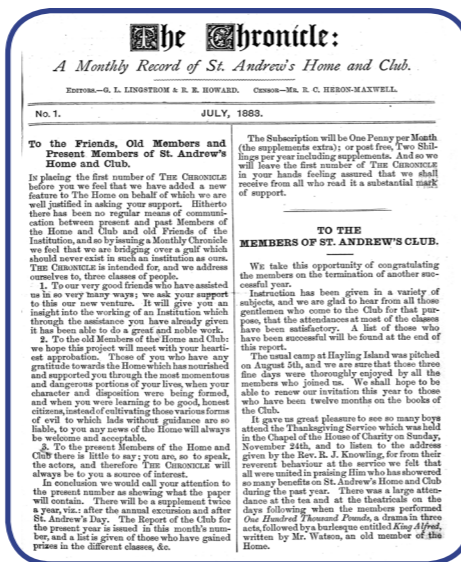 The Chronicle:
A Monthly Record of St. Andrew's Home and Club.
EDITORS—G. L. LINGSTROM & R. E. HOWARD. CENSOR—MR. R. C. HERON-MAXWELL.
No. 1. JULY, 1883.
To the Friends, Old Members and
Present Members of St. Andrew's
Home and Club.
IN placing the first number of THE CHRONICLE
before you we feel that we have added a new
feature to The Home on behalf of which we are
well justified in asking your support. Hitherto
there has been no regular means of communi-
cation between present and past Members of
the Home and Club and old Friends of the
Institution, and so by issuing a Monthly Chronicle
we feel that we are bridging over a gulf which
should never exist in such an institution as ours.
THE CHRONICLE is intended for, and we address
ourselves to, three classes of people.
1. To our very good friends who have assisted
us in so very many ways; we ask your support
to this our new venture. It will give you an
insight into the working of an Institution which
through the assistance you have already given
it has been able to do a great and noble work.
2. To the old Members of the Home and Club:
we hope this project will meet with your hearti-
est approbation. Those of you who have any
gratitude towards the Home which has nourished
and supported you through the most momentous
and dangerous portions of your lives, when your
character and disposition were being formed,
and when you were learning to be good, honest
citizens, instead of cultivating those various forms
of evil to which lads without guidance are so
liable, to you any news of the Home will always
be welcome and acceptable.
3. To the present Members of the Home and
Club there is little to say; you are, so to speak,
the actors, and therefore THE CHRONICLE will
always be to you a source of interest.
In conclusion we would call your attention to
the present number as shewing what the paper
will contain. There will be a supplement twice
a year, viz.: after the annual excursion and after
St. Andrew's Day. The Report of the Club for
the present year is issued in this month's num-
ber, and a list is given of those who have gained
prizes in the different classes, &c.
The Subscription will be One Penny per Month
(the supplements extra); or post free, Two Shil-
lings per year including supplements. And so we
will leave the first number of THE CHRONICLE
in your hands feeling assured that we shall
receive from all who read it a substantial mark
of support.
TO THE
MEMBERS OF ST. ANDREW'S CLUB.
WE take this opportunity of congratulating
the members on the termination of another suc-
cessful year.
Instruction has been given in a variety of
subjects, and we are glad to hear from all those
gentlemen who come to the Club for that pur-
pose, that the attendances at most of the classes
have been satisfactory. A list of those who
have been successful will be found at the end of
this report.
The usual camp at Hayling Island was pitched
on August 5th, and we are sure that those three
fine days were thoroughly enjoyed by all the
members who joined us. We shall hope to be
able to renew our invitation this year to those
who have been twelve months on the books of
the Club.
It gave us great pleasure to see so many boys
attend the Thanksgiving Service which was held
in the Chapel of the House of Charity on Sunday,
November 24th, and to listen to the address
given by the Rev. R. J. Knowling, for from their
reverent behaviour at the service we felt that
all were united in praising Him who has showered
so many benefits on St. Andrew's Home and Club
during the past year. There was a large atten-
dance at the tea and at the theatricals on the
days following when the members performed
One Hundred Thousand Pounds, a drama in three
acts, followed by a burlesque entitled King Alfred,
written by Mr. Watson, an old member of the
Home.